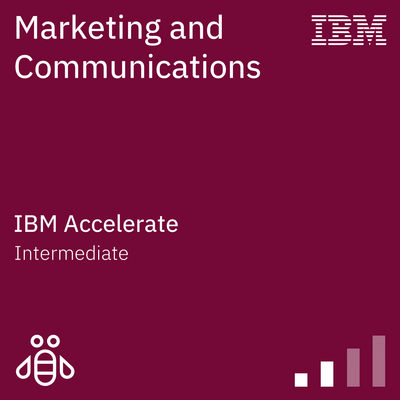 Marketing and
Communications
IBM
IBM Accelerate
Intermediate